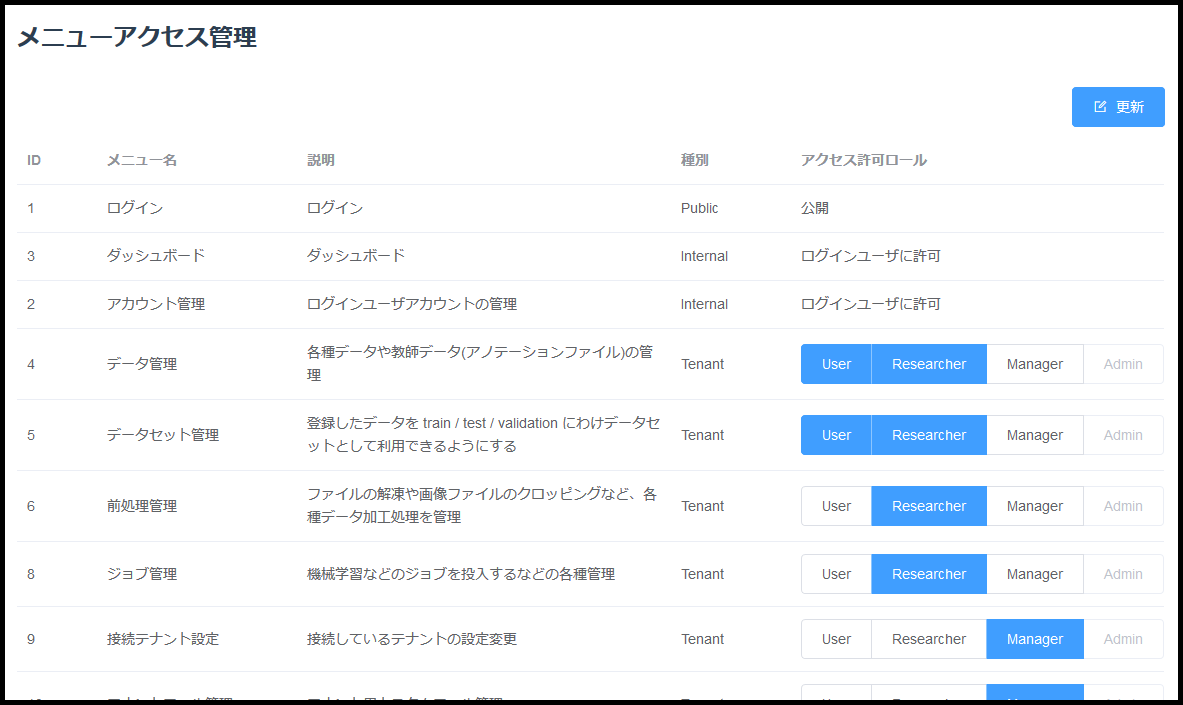 メニューアクセス管理
更新
ID メニュー名 説明 種別 アクセス許可ロール
1 ログイン ログイン Public 公開
3 ダッシュボード ダッシュボード Internal ログインユーザに許可
2 アカウント管理 ログインユーザアカウントの管理 Internal ログインユーザに許可
4 データ管理 各種データや教師データ(アノテーションファイル)の管
理 Tenant User Researcher Manager Admin
5 データセット管理 登録したデータを train / test / validation にわけデータセ
ットとして利用できるようにする Tenant User Researcher Manager Admin
6 前処理管理 ファイルの解凍や画像ファイルのクロッピングなど、各
種データ加工処理を管理 Tenant User Researcher Manager Admin
8 ジョブ管理 機械学習などのジョブを投入するなどの各種管理 Tenant User Researcher Manager Admin
9 接続テナント設定 接続しているテナントの設定変更 Tenant User Researcher Manager Admin